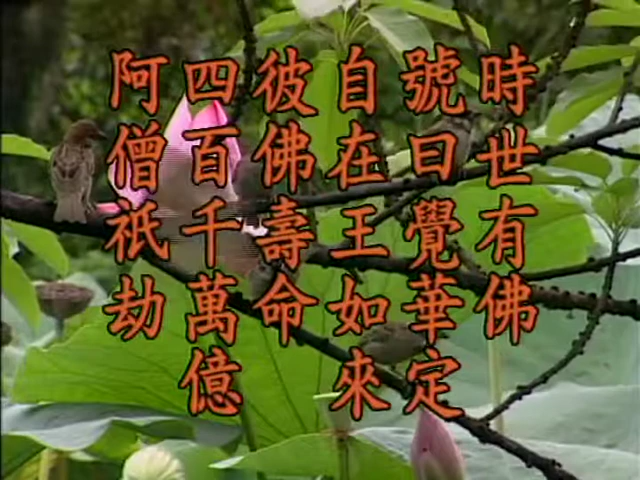 時世有佛
號曰覺華定
自在王如來
彼佛壽命
四百千萬億
阿僧祇劫